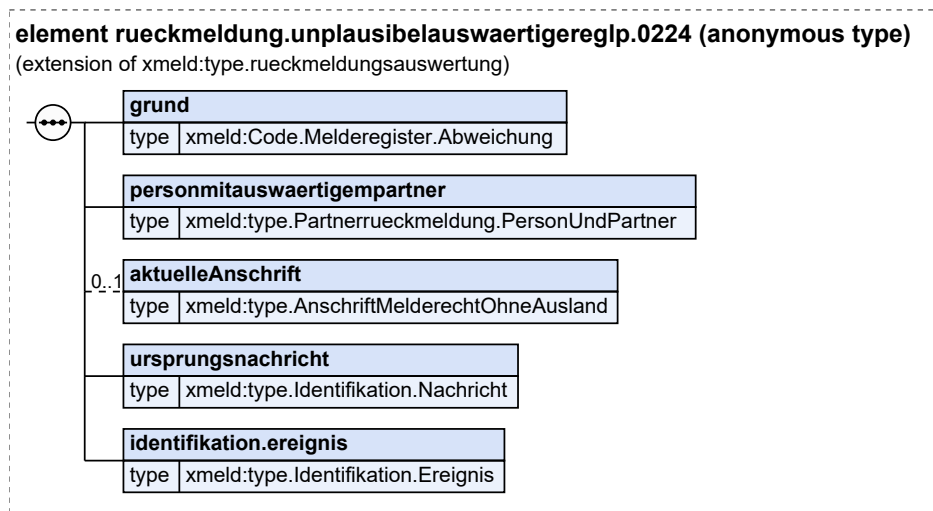 element rueckmeldung.unplausibelauswaertigereglp.0224 (anonymous type)
(extension of xmeld:type.rueckmeldungsauswertung)
grund
type xmeld:Code.Melderegister.Abweichung
personmitauswaertigempartner
type xmeld:type.Partnerrueckmeldung.PersonUndPartner
0..1 aktuelleAnschrift
type xmeld:type.AnschriftMelderechtOhneAusland
ursprungsnachricht
type xmeld:type.Identifikation.Nachricht
identifikation.ereignis
type xmeld:type.Identifikation.Ereignis